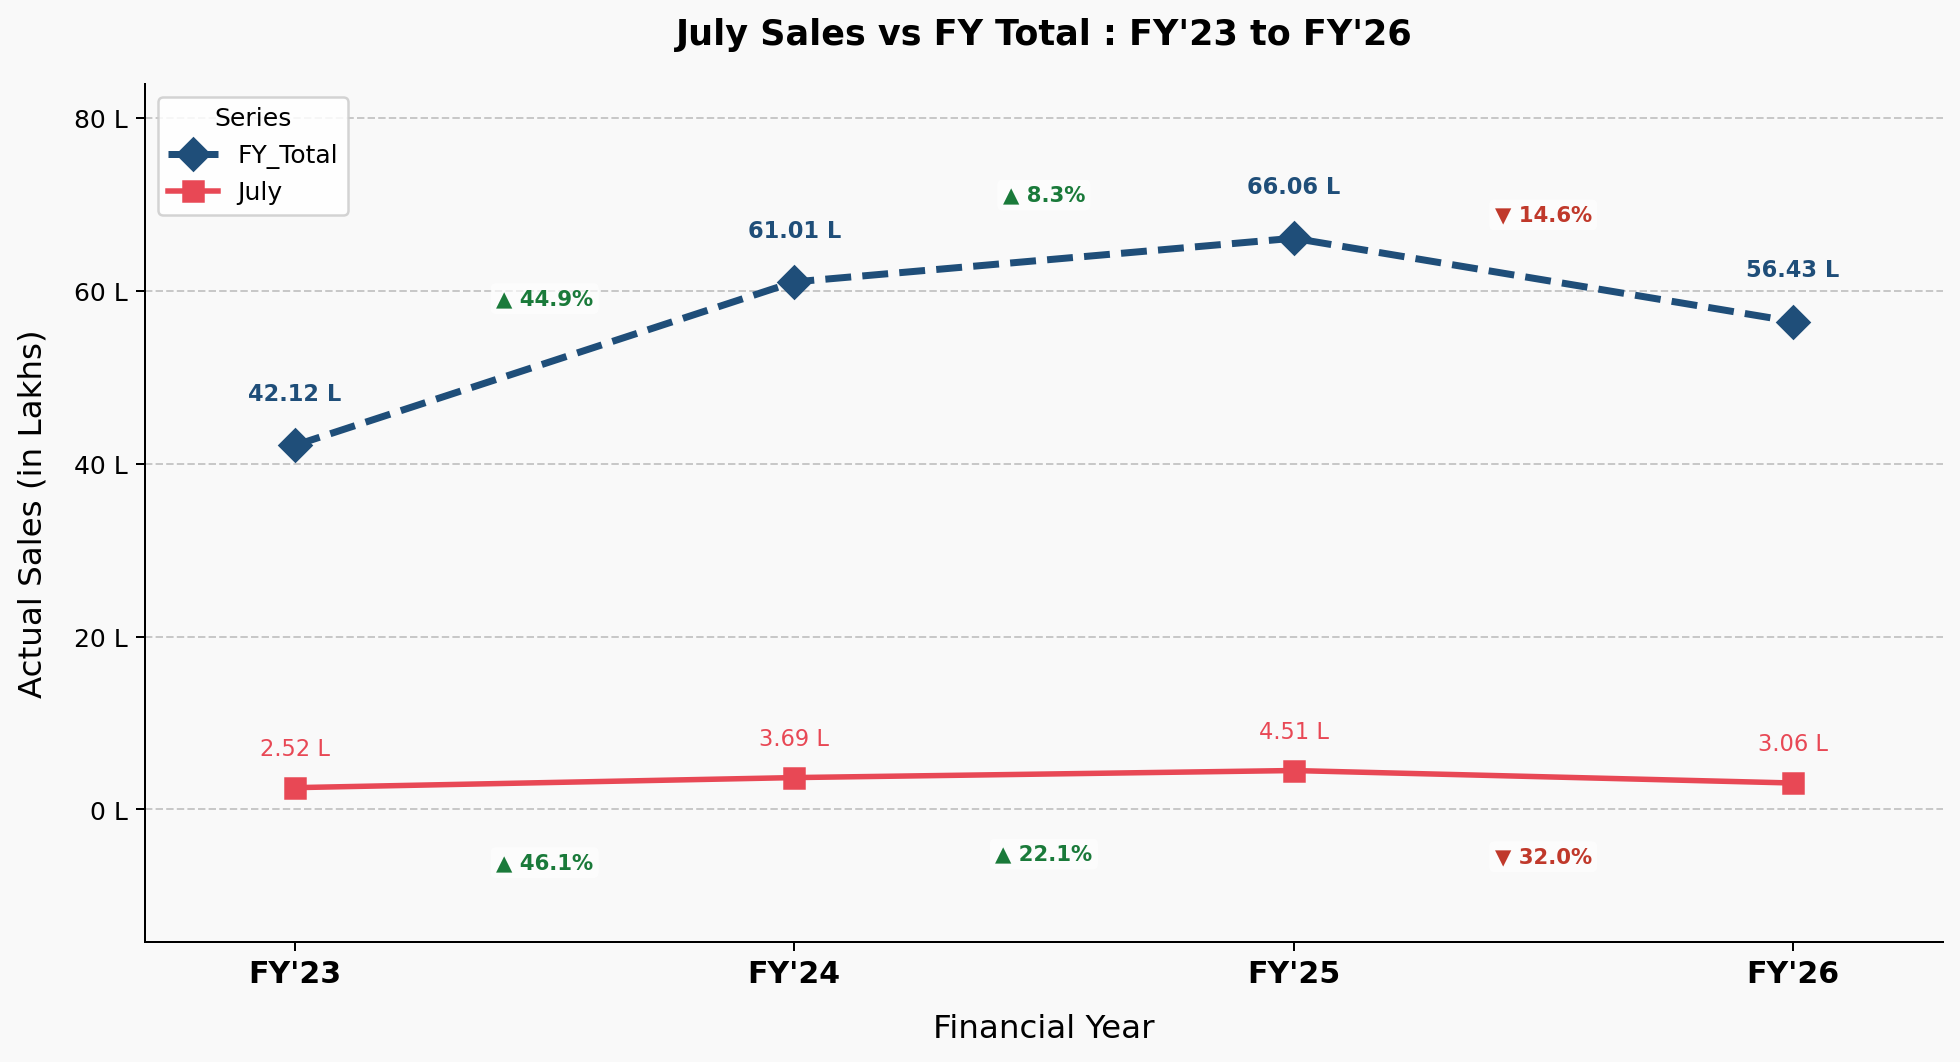 July Sales vs FY Total : FY'23 to FY'26
Actual Sales (in Lakhs)
80 L
60 L
40 L
20 L
0 L
Series
FY_Total
July
42.12 L
61.01 L
66.06 L
56.43 L
▲ 44.9%
▲ 8.3%
▼ 14.6%
2.52 L
3.69 L
4.51 L
3.06 L
▲ 46.1%
▲ 22.1%
▼ 32.0%
FY'23
FY'24
FY'25
FY'26
Financial Year